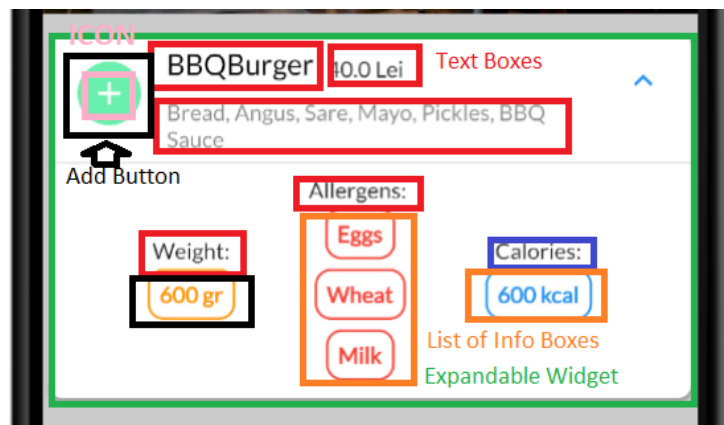 ICON
BBQBurger 40.0 Lei Text Boxes
Bread, Angus, Sare, Mayo, Pickles, BBQ
Sauce
Add Button
Allergens:
Weight: Eggs Calories:
600 gr Wheat 600 kcal
Milk List of Info Boxes
Expandable Widget